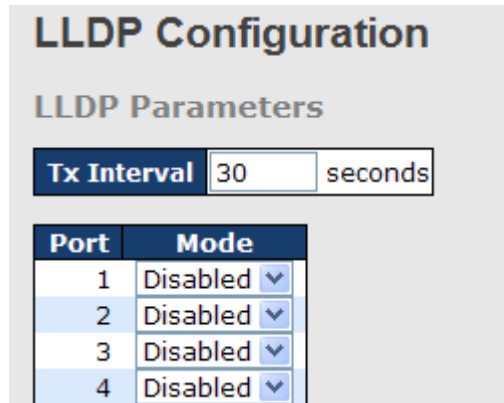 LLDP Configuration
LLDP Parameters
Tx Interval 30 seconds
Port Mode
1 Disabled
2 Disabled
3 Disabled
4 Disabled